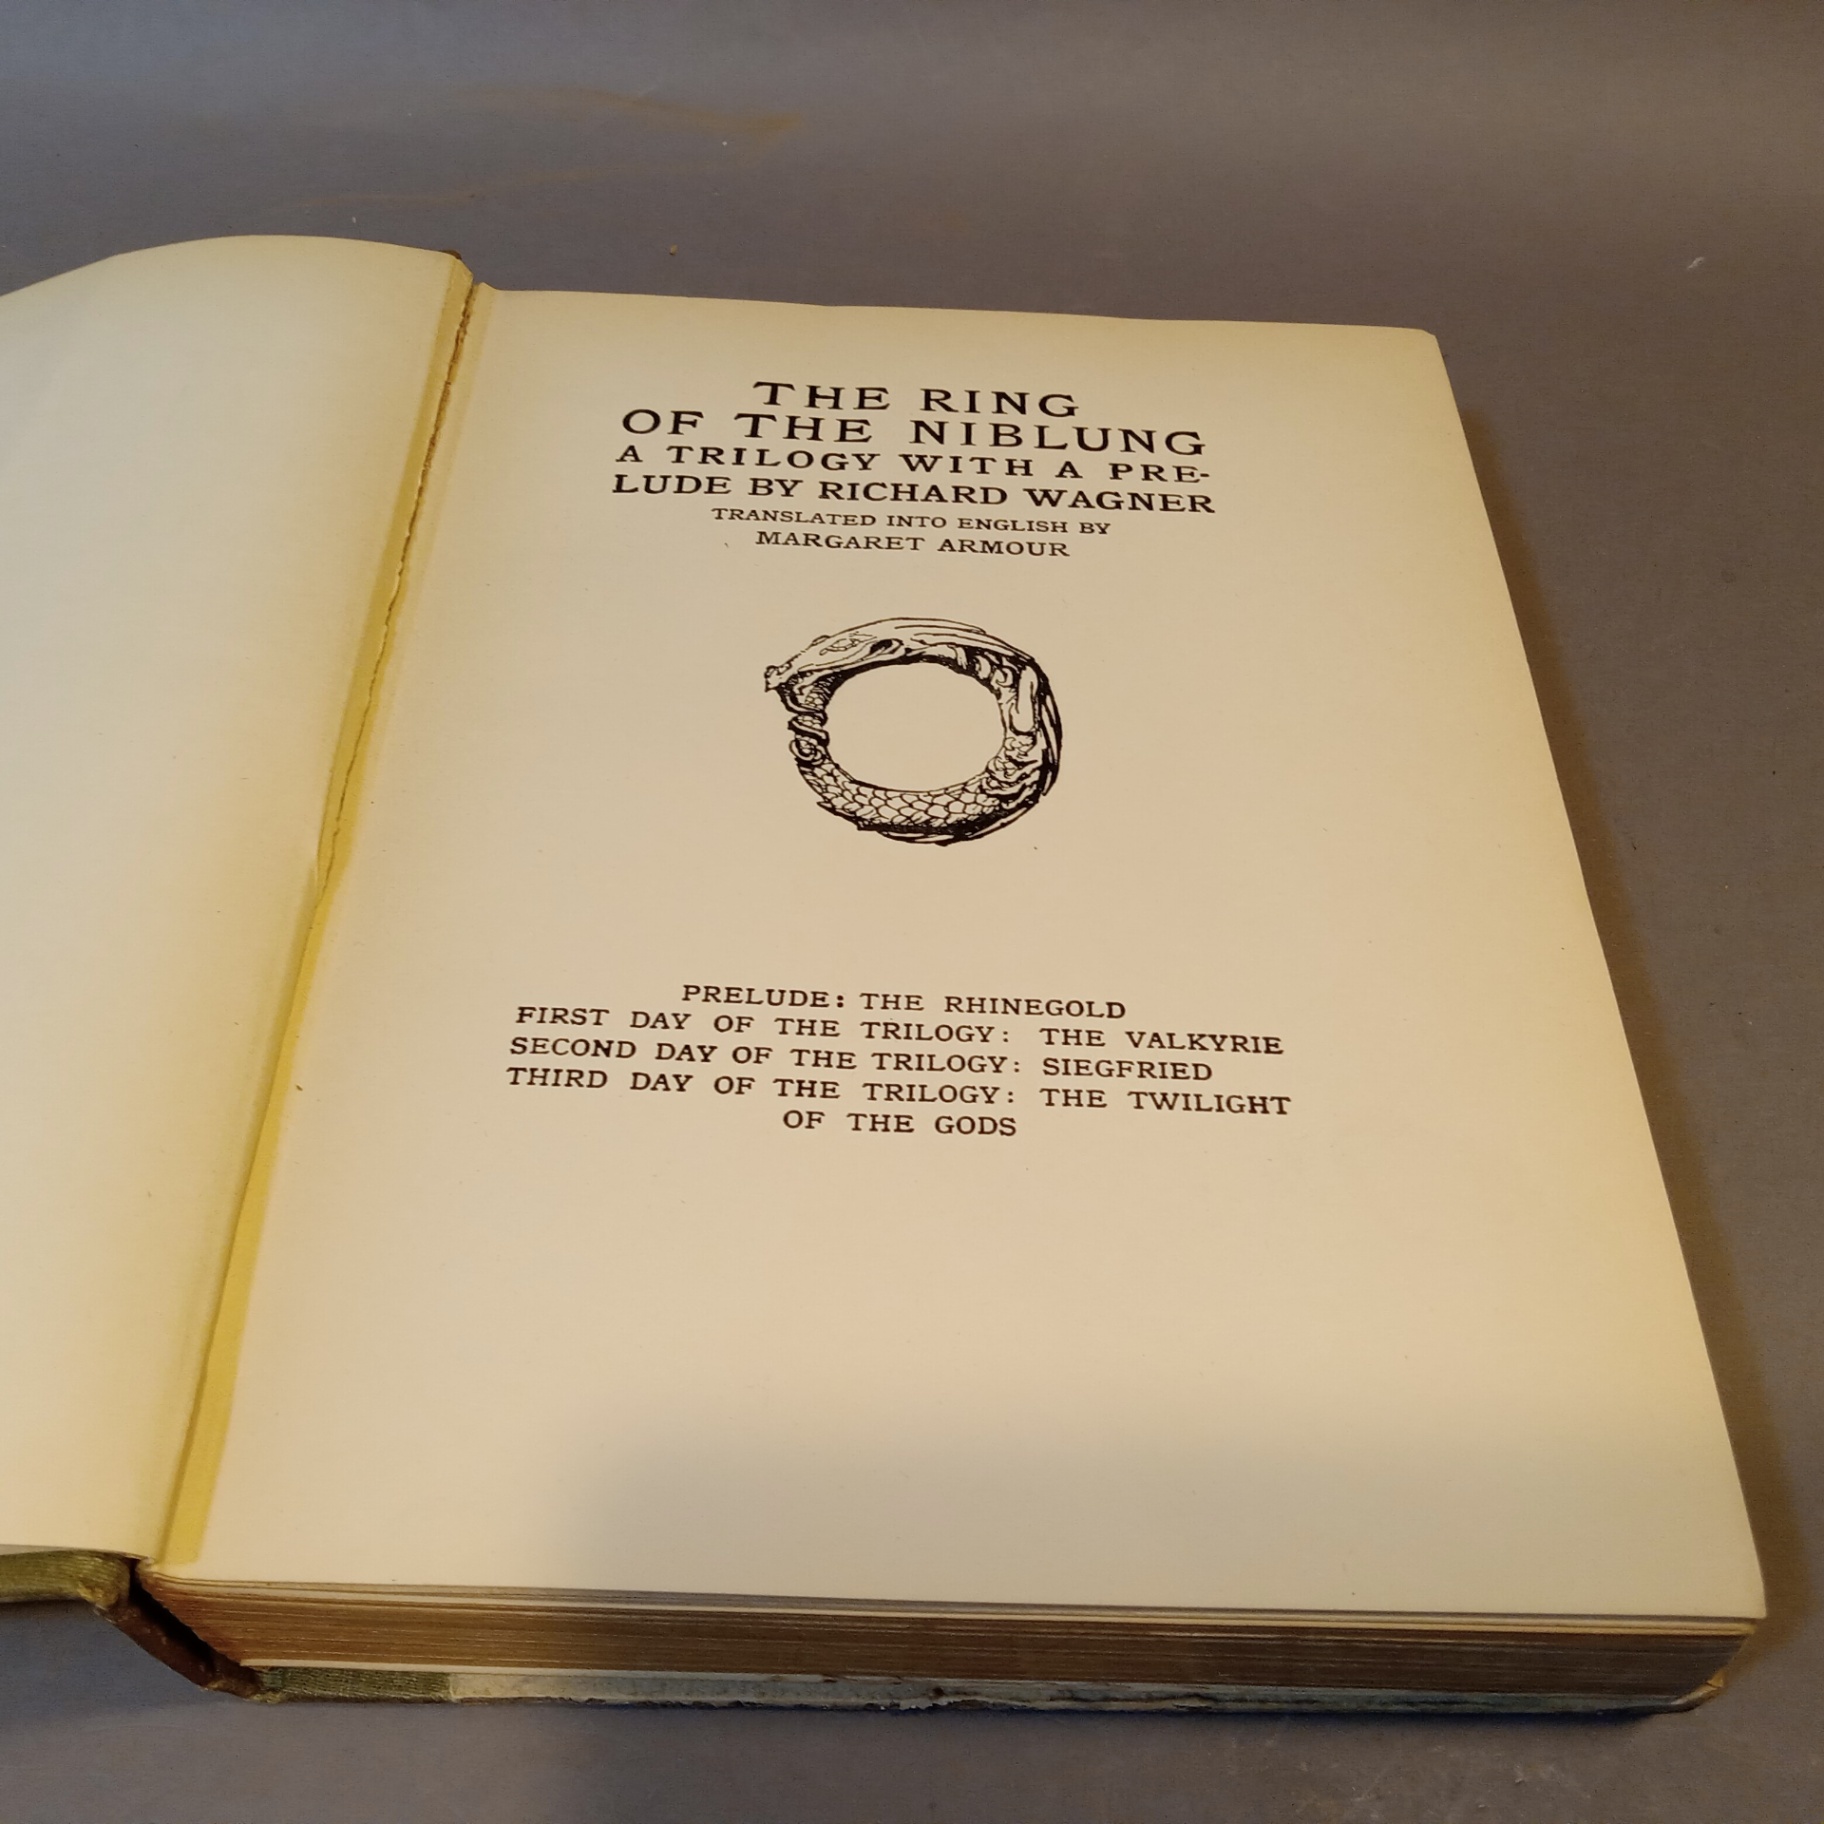 THE RING
OF THE NIBLUNG
A TRILOGY WITH A PRE-
LUDE BY RICHARD WAGNER
TRANSLATED INTO ENGLISH BY
MARGARET ARMOUR
PRELUDE: THE RHINEGOLD
FIRST DAY OF THE TRILOGY: THE VALKYRIE
SECOND DAY OF THE TRILOGY: SIEGFRIED
THIRD DAY OF THE TRILOGY: THE TWILIGHT
OF THE GODS